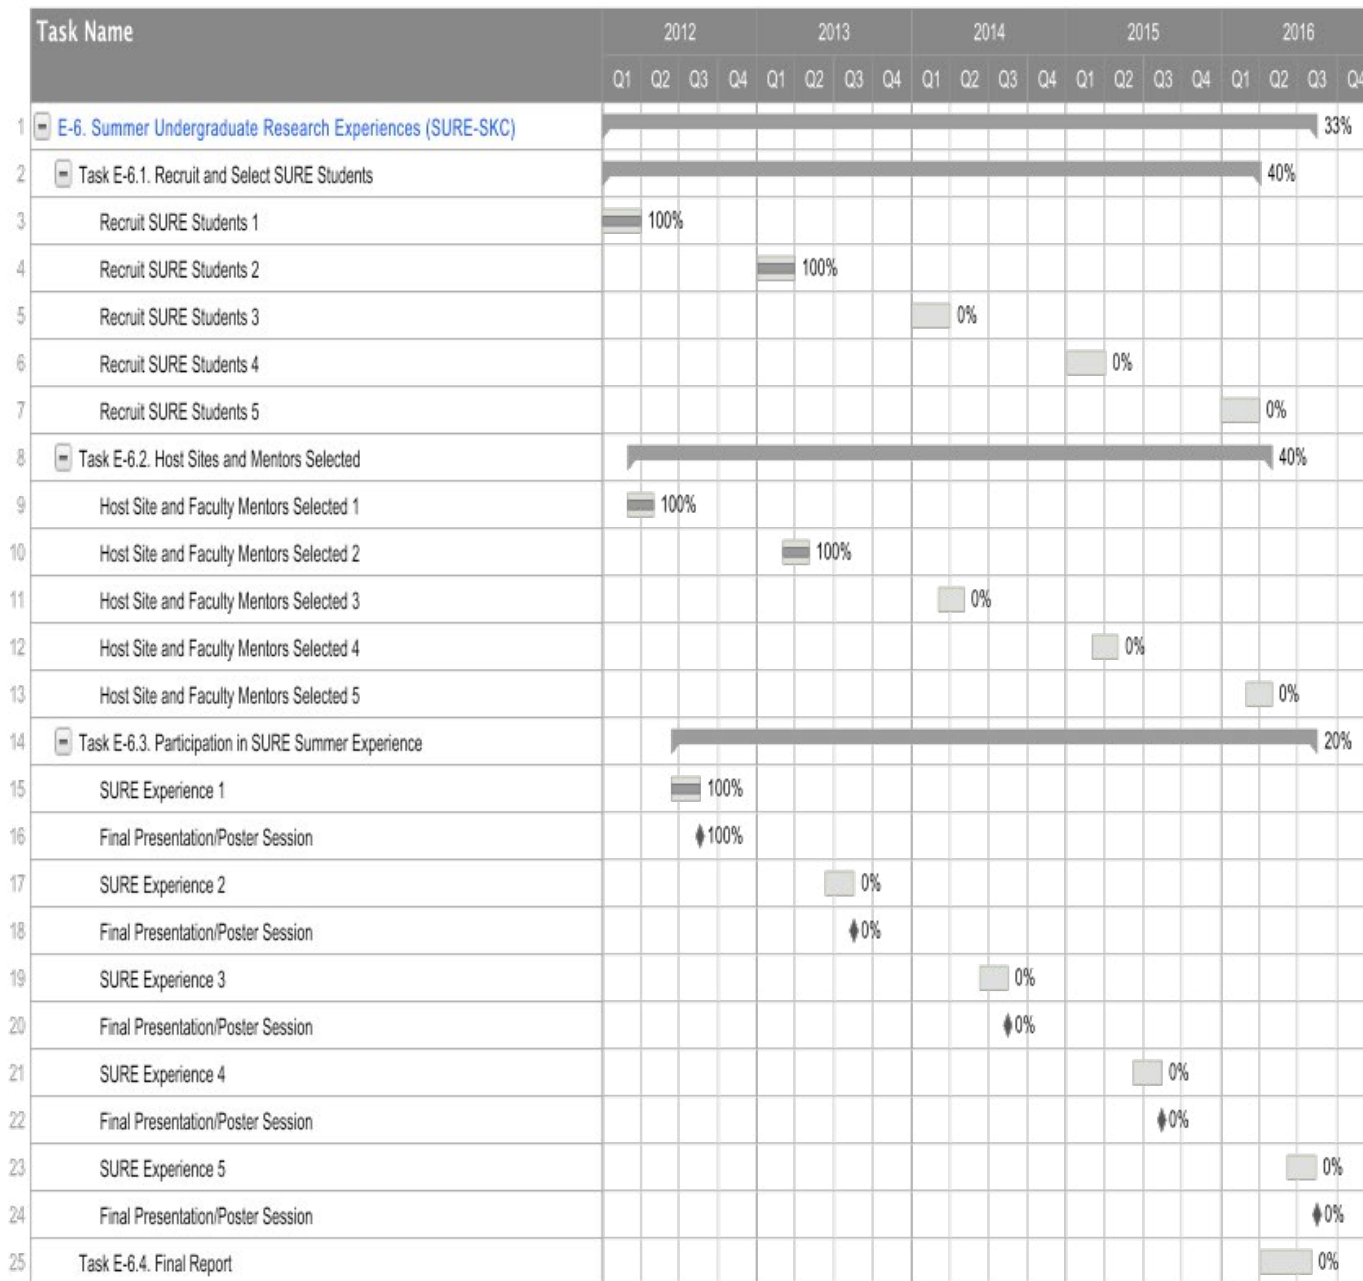 Task Name 2012 2013 2014 2015 2016
Q1 Q2 Q3 Q4 Q1 Q2 Q3 Q4 Q1 Q2 Q3 Q4 Q1 Q2 Q3 Q4 Q1 Q2 Q3 Q4
1 E-6. Summer Undergraduate Research Experiences (SURE-SKC) 33%
2 Task E-6.1. Recruit and Select SURE Students 40%
3 Recruit SURE Students 1 100%
4 Recruit SURE Students 2 100%
5 Recruit SURE Students 3 0%
6 Recruit SURE Students 4 0%
7 Recruit SURE Students 5 0%
8 Task E-6.2. Host Sites and Mentors Selected 40%
9 Host Site and Faculty Mentors Selected 1 100%
10 Host Site and Faculty Mentors Selected 2 100%
11 Host Site and Faculty Mentors Selected 3 0%
12 Host Site and Faculty Mentors Selected 4 0%
13 Host Site and Faculty Mentors Selected 5 0%
14 Task E-6.3. Participation in SURE Summer Experience 20%
15 SURE Experience 1 100%
16 Final Presentation/Poster Session 100%
17 SURE Experience 2 0%
18 Final Presentation/Poster Session 0%
19 SURE Experience 3 0%
20 Final Presentation/Poster Session 0%
21 SURE Experience 4 0%
22 Final Presentation/Poster Session 0%
23 SURE Experience 5 0%
24 Final Presentation/Poster Session 0%
25 Task E-6.4. Final Report 0%